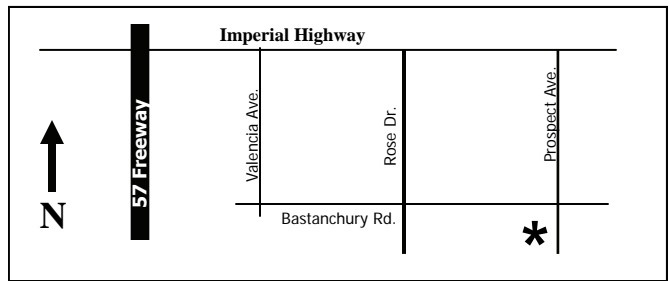 Imperial Highway
57 Freeway
Valencia Ave.
Rose Dr.
Prospect Ave.
N
Bastanchury Rd.
*